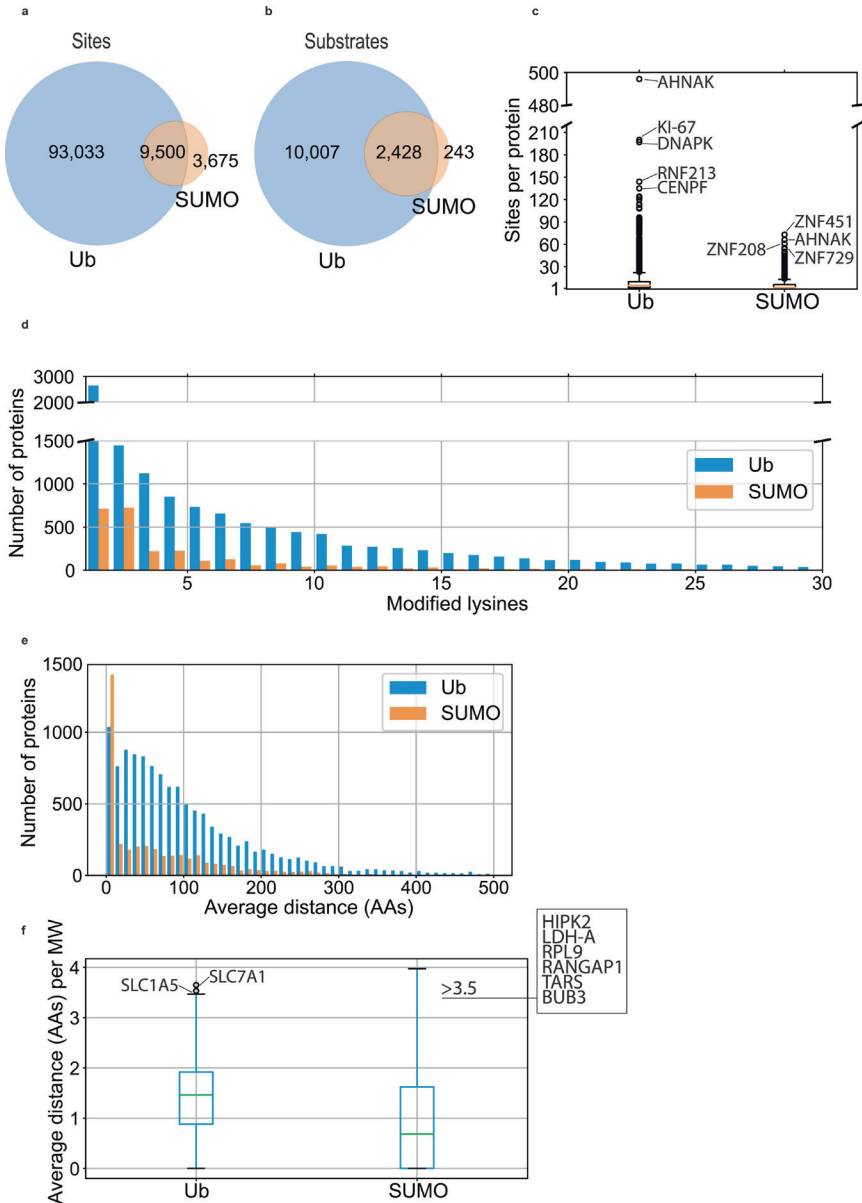 a
b
c
Sites
Substrates
93,033
9,500
3,675
SUMO
Ub
10,007
2,428
243
SUMO
Ub
Sites per protein
500
480
210
180
150
120
90
60
30
1
AHNAK
KI-67
DNAPK
RNF213
CENPF
ZNF451
AHNAK
ZNF208
ZNF729
Ub
SUMO
d
Number of proteins
3000
2000
1500
1000
500
0
Ub
SUMO
5
10
15
20
25
30
Modified lysines
e
Number of proteins
1500
1000
500
0
Ub
SUMO
0
100
200
300
400
500
Average distance (AAs)
f
Average distance (AAs) per MW
4
3
2
1
0
SLC1A5
SLC7A1
>3.5
HIPK2
LDH-A
RPL9
RANGAP1
TARS
BUB3
Ub
SUMO